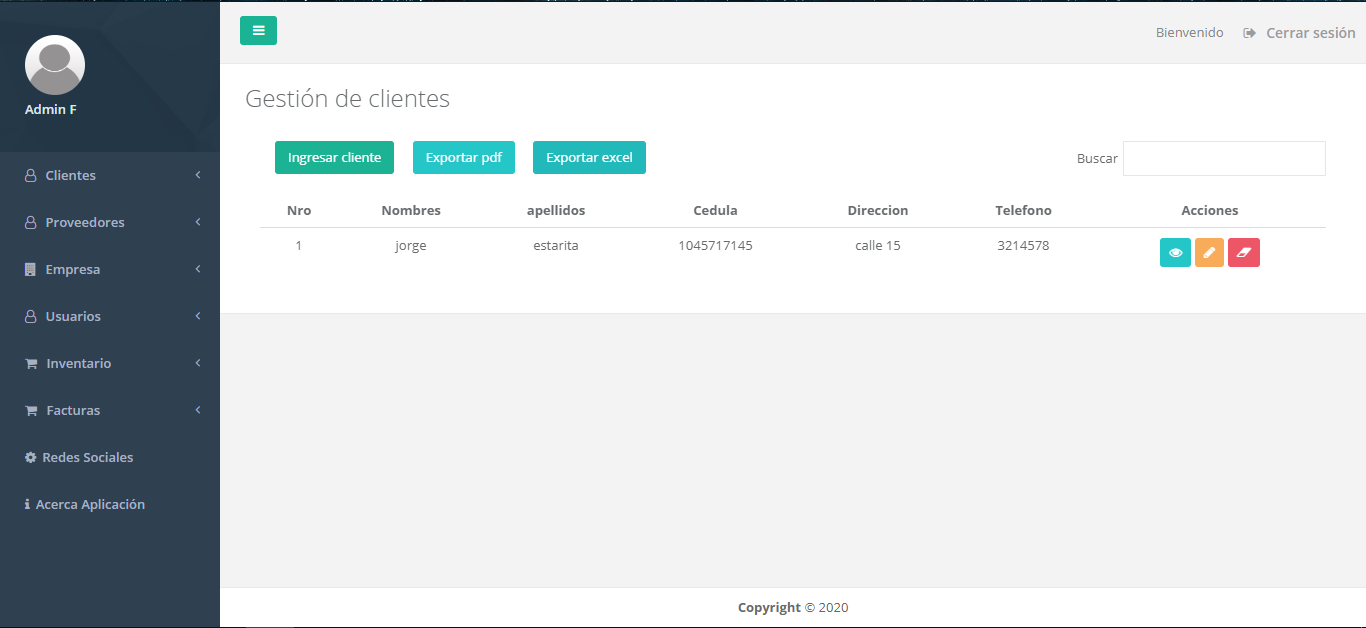 Bienvenido Cerrar sesión
Admin F
Clientes
Proveedores
Empresa
Usuarios
Inventario
Facturas
Redes Sociales
Acerca Aplicación
Gestión de clientes
Ingresar cliente Exportar pdf Exportar excel Buscar
Nro Nombres apellidos Cedula Direccion Telefono Acciones
1 jorge estarita 1045717145 calle 15 3214578
Copyright © 2020